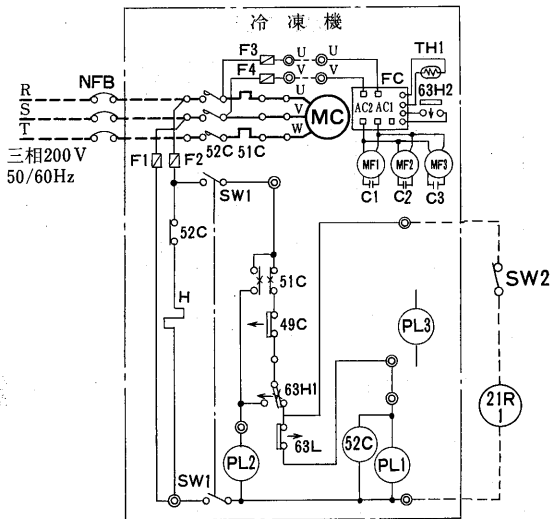 冷凍機
F3 U U
F4 V V
TH1
FC
63H2
AC2 AC1
NFB
R
S
T
U
V
W
MC
52C 51C
三相200V
50/60Hz
F1 F2
MF1 MF2 MF3
C1 C2 C3
SW1
52C
51C
SW2
H
49C
PL3
63H1
21R
63L
52C
PL2
PL1
SW1